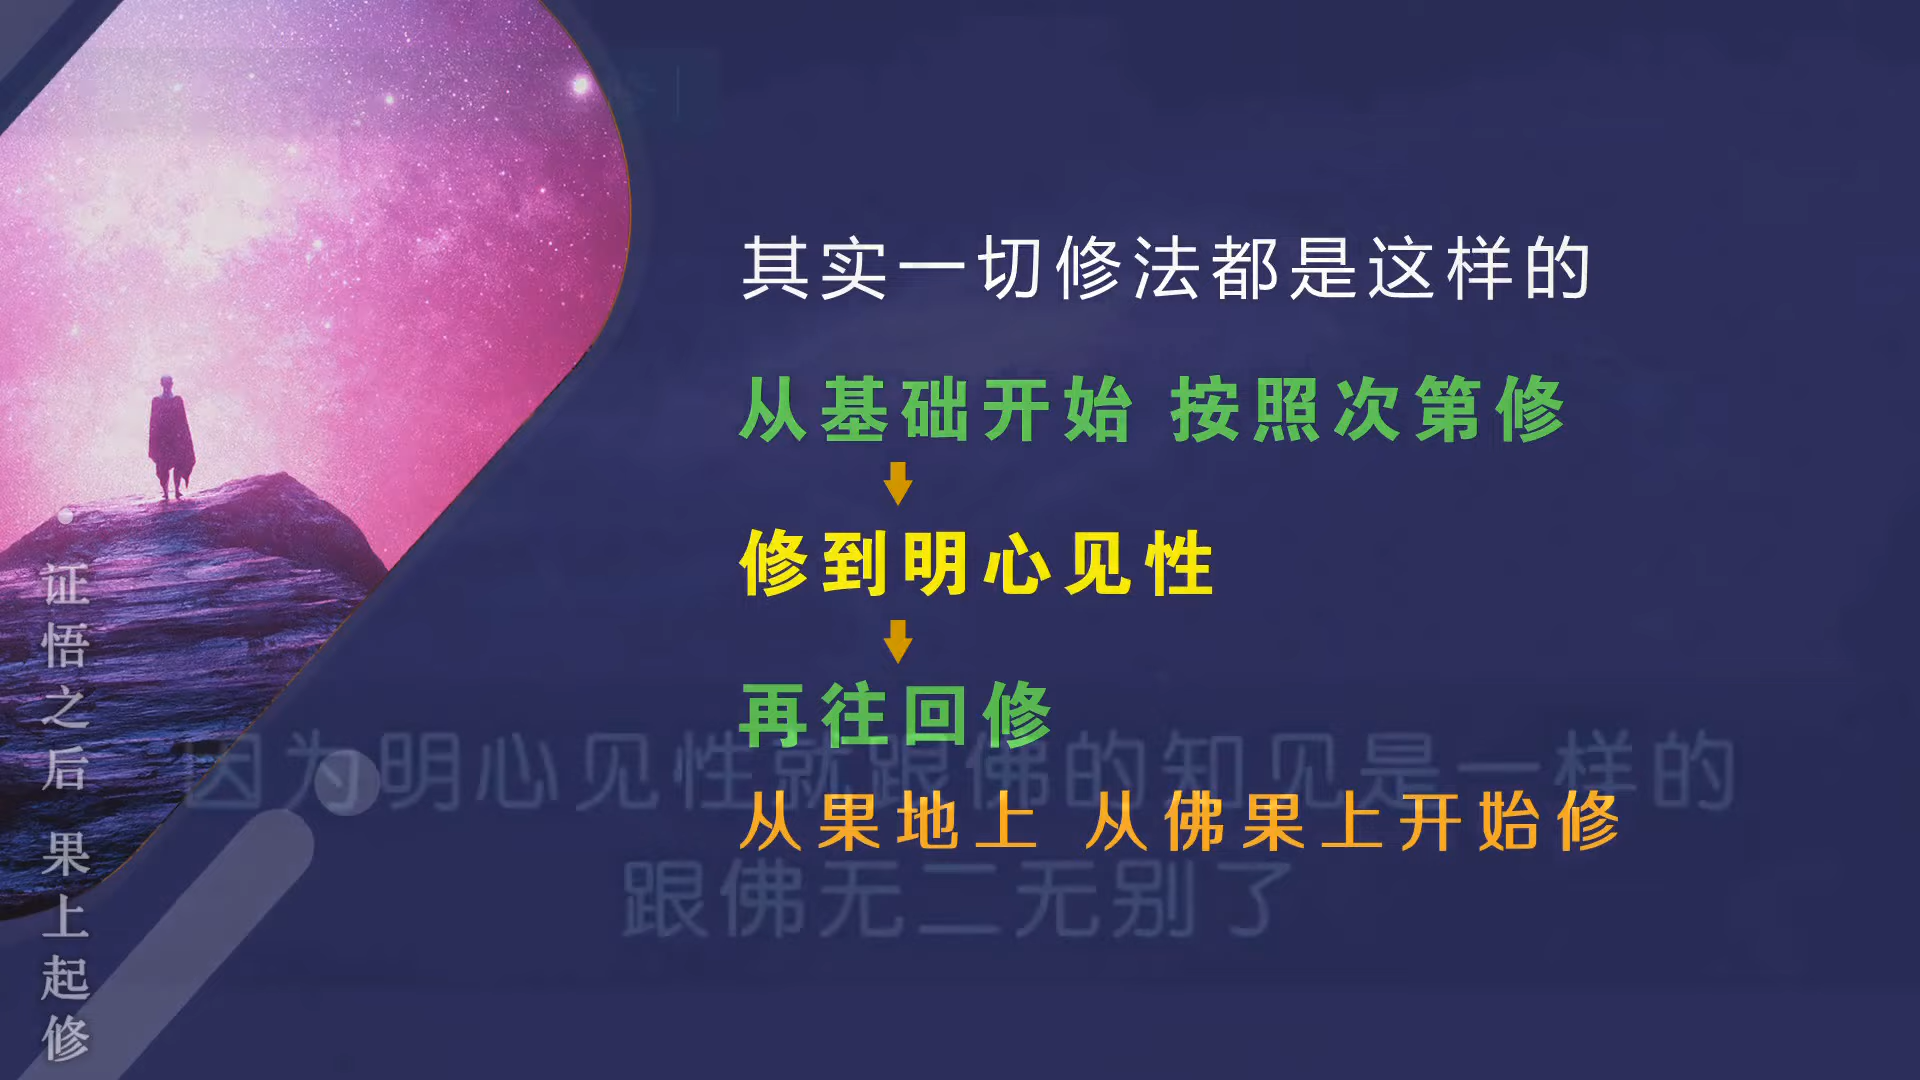 其实一切修法都是这样的
从基础开始 按照次第修
修到明心见性
再往回修
因为明心见性就跟佛的知见是一样的
从果地上 从佛果上开始修
跟佛无二无别了
证悟之后 果上起修